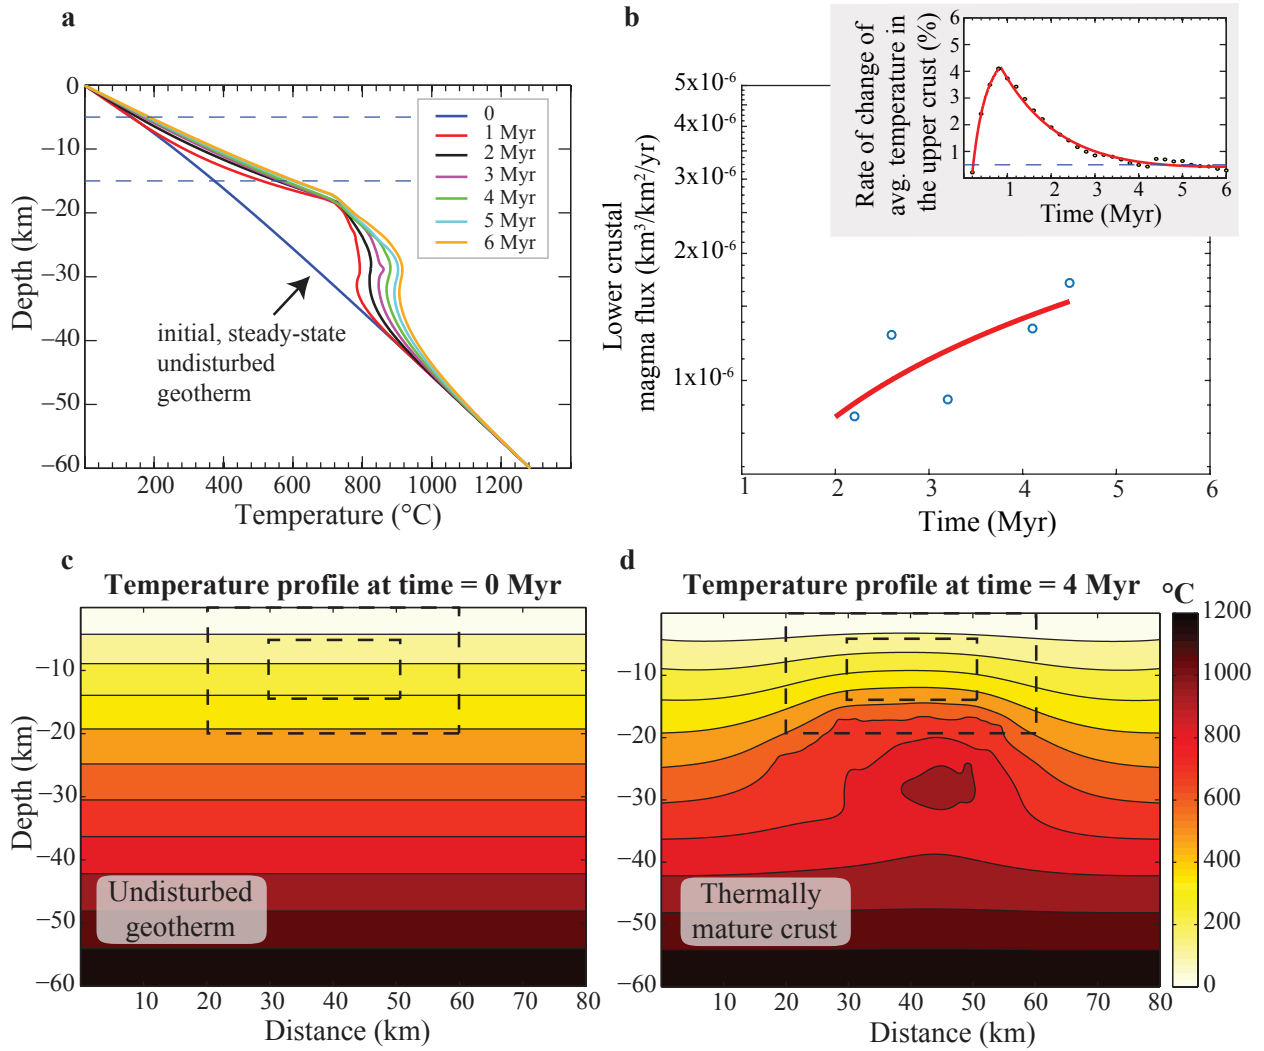 a
0
−10
−20
−30
−40
−50
−60
Depth (km)
200
400
600
800
1000
1200
Temperature (°C)
0
1 Myr
2 Myr
3 Myr
4 Myr
5 Myr
6 Myr
initial, steady-state
undisturbed
geotherm
b
5x10-6
4x10-6
3x10-6
2x10-6
1x10-6
Lower crustal
magma flux (km3/km2/yr)
1
2
3
4
5
6
Time (Myr)
Rate of change of
avg. temperature in
the upper crust (%)
6
5
4
3
2
1
1
2
3
4
5
6
Time (Myr)
c
Temperature profile at time = 0 Myr
−10
−20
−30
−40
−50
−60
Depth (km)
Undisturbed
geotherm
10
20
30
40
50
60
70
80
Distance (km)
d
Temperature profile at time = 4 Myr
−10
−20
−30
−40
−50
−60
Thermally
mature crust
10
20
30
40
50
60
70
80
Distance (km)
°C
1200
1000
800
600
400
200
0